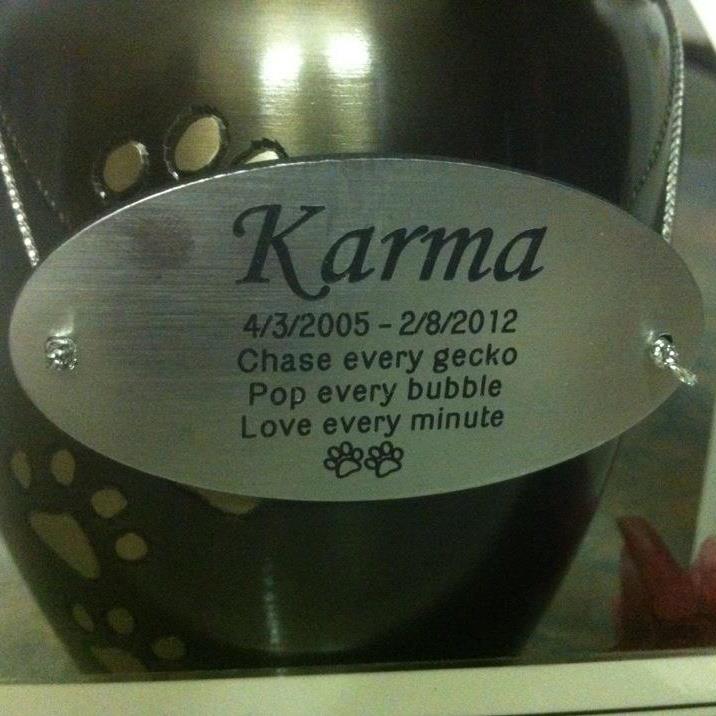 Karma
4/3/2005 - 2/8/2012
Chase every gecko
Pop every bubble
Love every minute